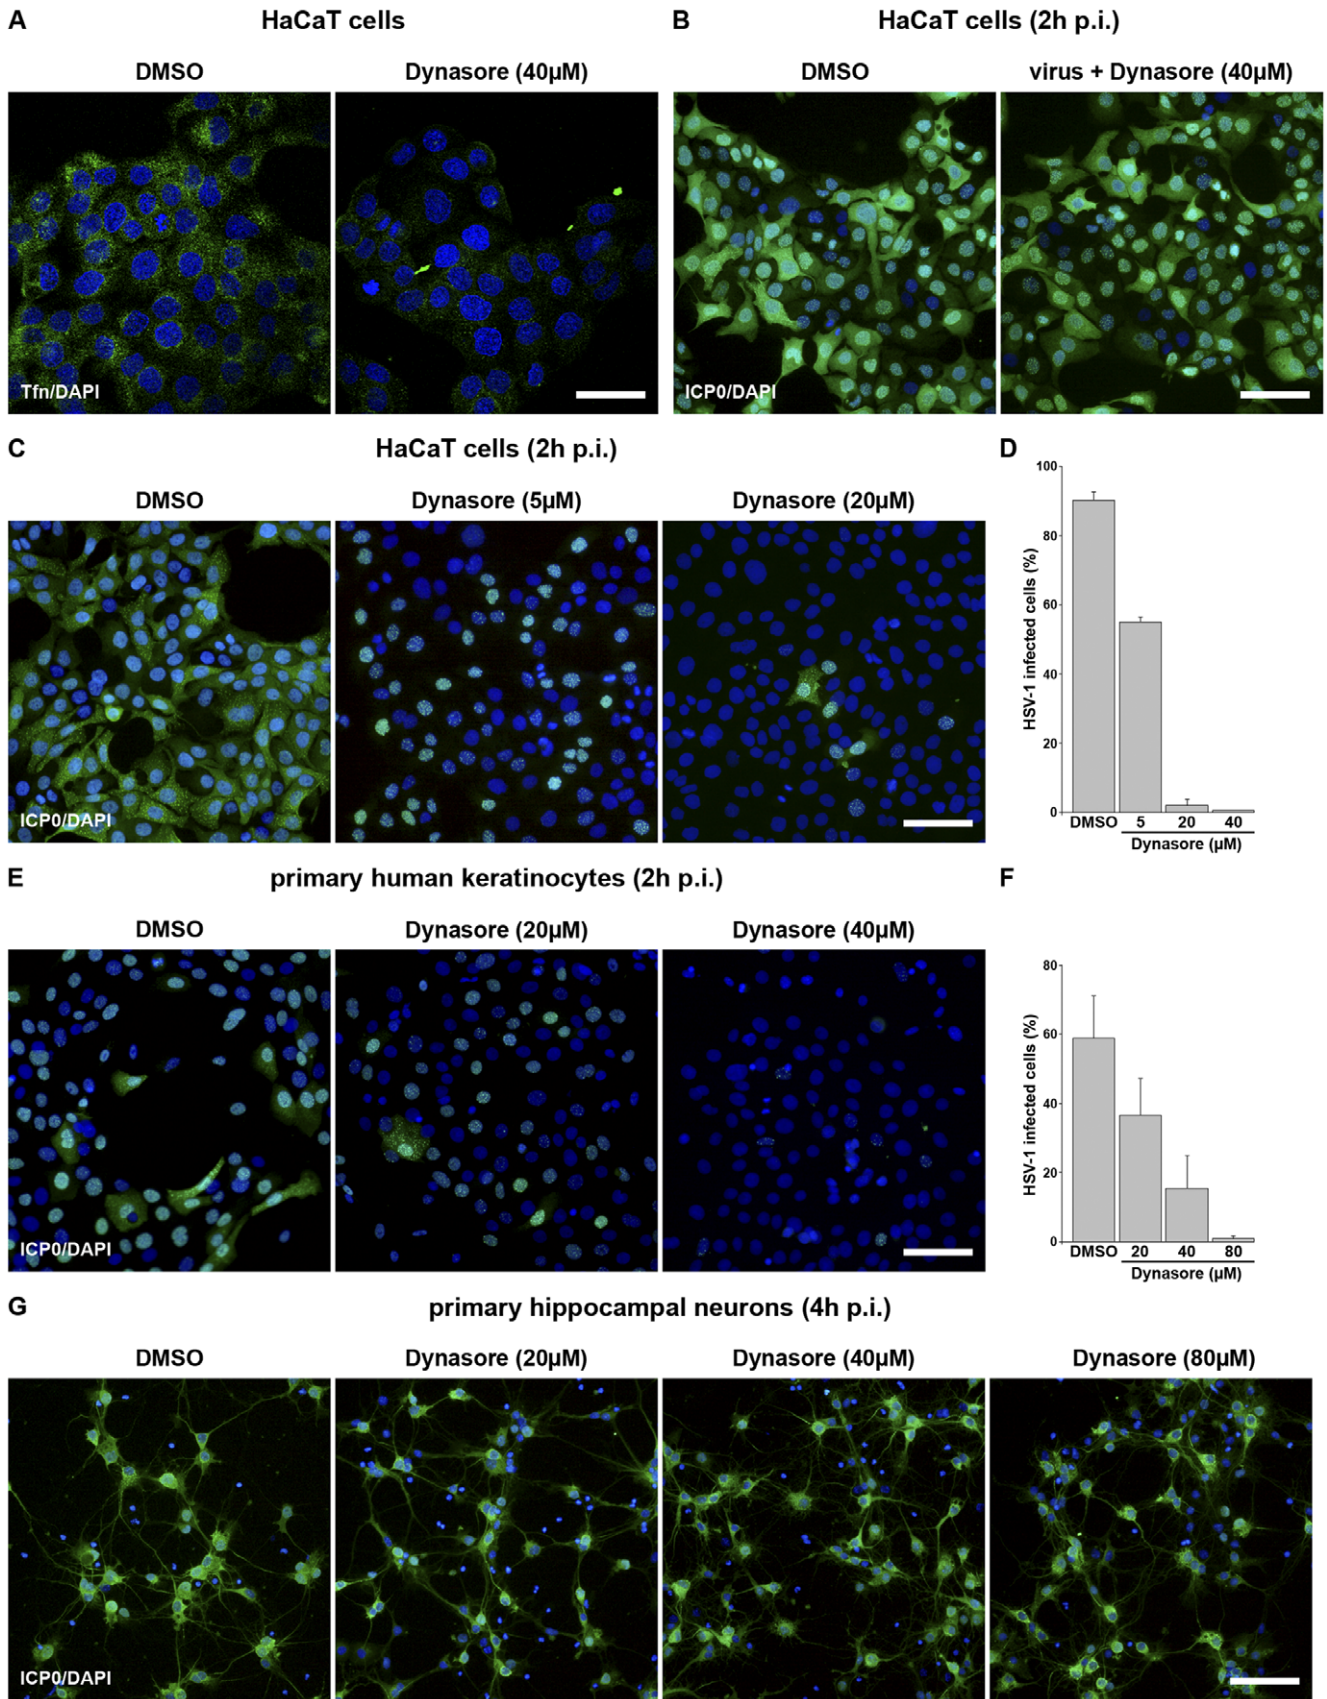 A HaCaT cells
B HaCaT cells (2h p.i.)
DMSO Dynasore (40µM)
DMSO virus + Dynasore (40µM)
Tfn/DAPI
ICP0/DAPI
C HaCaT cells (2h p.i.)
DMSO Dynasore (5µM) Dynasore (20µM)
ICP0/DAPI
D
HSV-1 infected cells (%)
100
80
60
40
20
0
DMSO 5 20 40
Dynasore (µM)
E primary human keratinocytes (2h p.i.)
DMSO Dynasore (20µM) Dynasore (40µM)
ICP0/DAPI
F
HSV-1 infected cells (%)
80
60
40
20
0
DMSO 20 40 80
Dynasore (µM)
G primary hippocampal neurons (4h p.i.)
DMSO Dynasore (20µM) Dynasore (40µM) Dynasore (80µM)
ICP0/DAPI